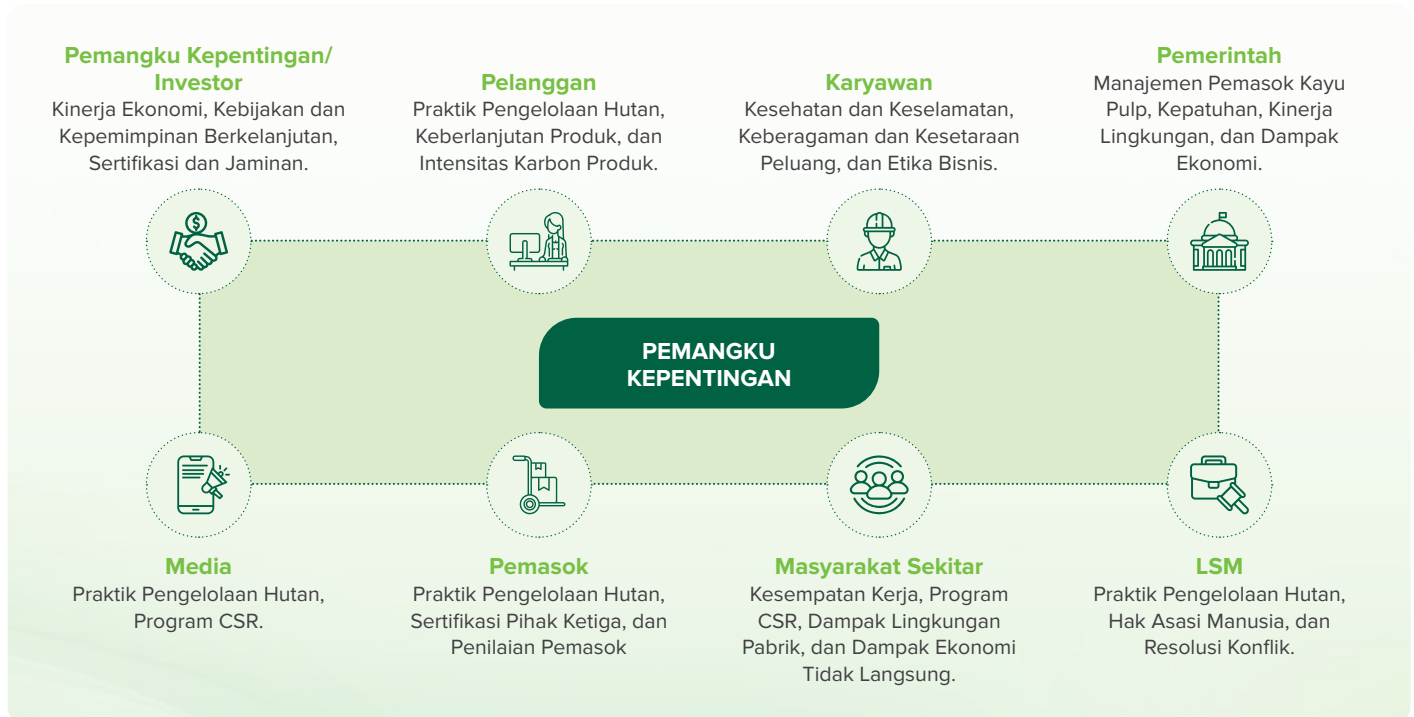 Pemangku Kepentingan/
Investor
Kinerja Ekonomi, Kebijakan dan
Kepemimpinan Berkelanjutan,
Sertifikasi dan Jaminan.
Pelanggan
Praktik Pengelolaan Hutan,
Keberlanjutan Produk, dan
Intensitas Karbon Produk.
Karyawan
Kesehatan dan Keselamatan,
Keberagaman dan Kesetaraan
Peluang, dan Etika Bisnis.
Pemerintah
Manajemen Pemasok Kayu
Pulp, Kepatuhan, Kinerja
Lingkungan, dan Dampak
Ekonomi.
PEMANGKU
KEPENTINGAN
Media
Praktik Pengelolaan Hutan,
Program CSR.
Pemasok
Praktik Pengelolaan Hutan,
Sertifikasi Pihak Ketiga, dan
Penilaian Pemasok
Masyarakat Sekitar
Kesempatan Kerja, Program
CSR, Dampak Lingkungan
Pabrik, dan Dampak Ekonomi
Tidak Langsung.
LSM
Praktik Pengelolaan Hutan,
Hak Asasi Manusia, dan
Resolusi Konflik.